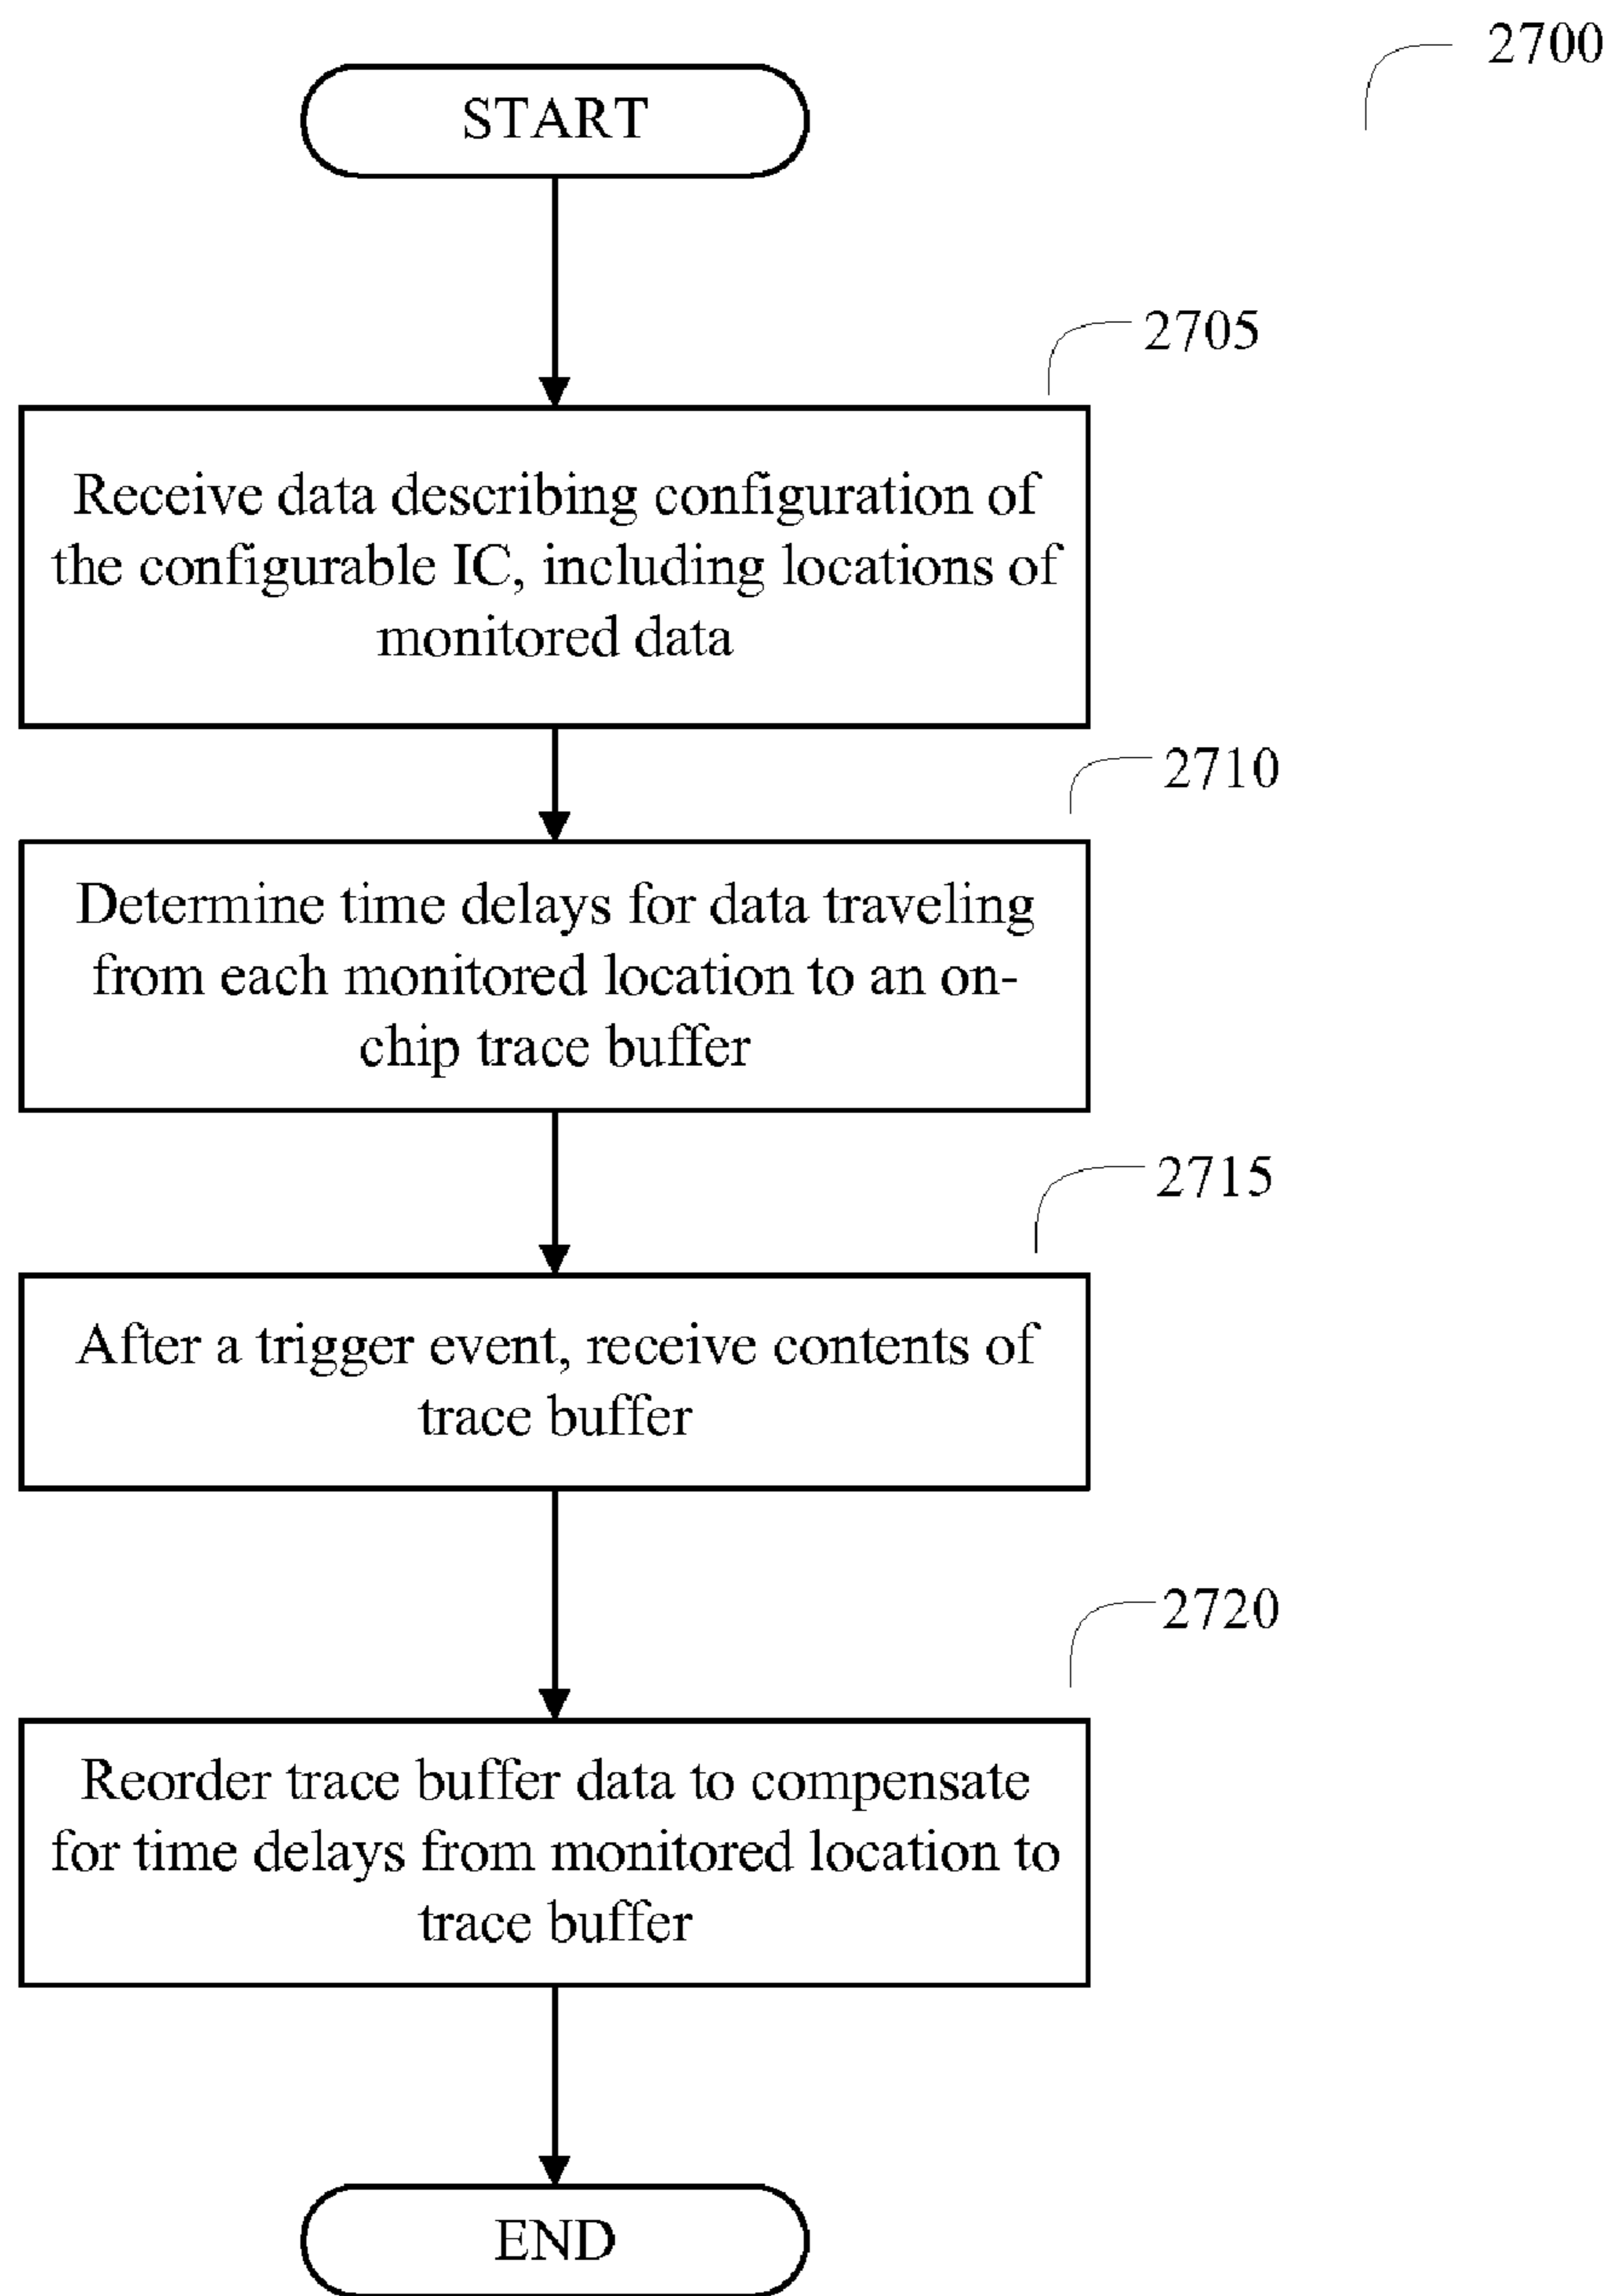 2700
START
2705
Receive data describing configuration of
the configurable IC, including locations of
monitored data
2710
Determine time delays for data traveling
from each monitored location to an on-
chip trace buffer
2715
After a trigger event, receive contents of
trace buffer
2720
Reorder trace buffer data to compensate
for time delays from monitored location to
trace buffer
END